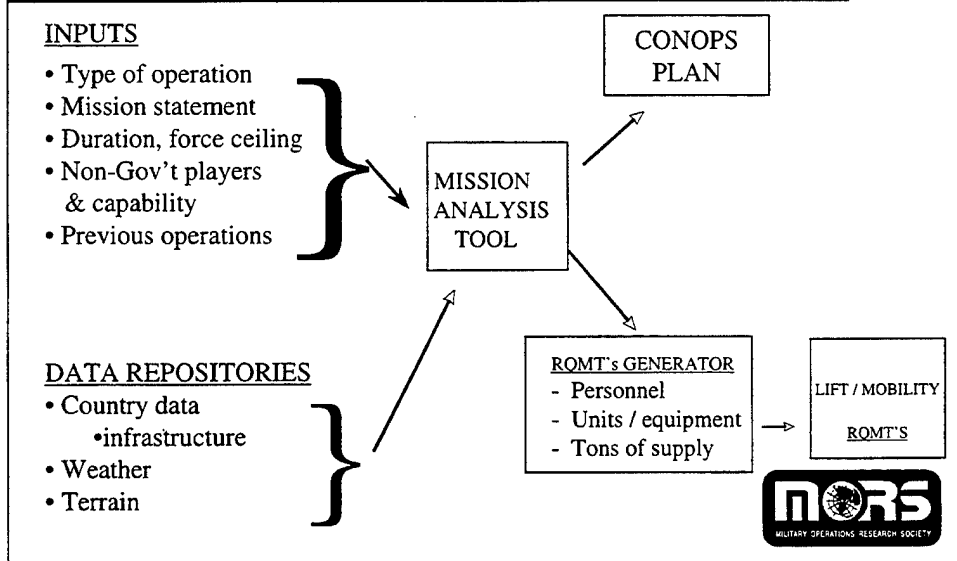 INPUTS
• Type of operation
• Mission statement
• Duration, force ceiling
• Non-Gov't players
& capability
• Previous operations
DATA REPOSITORIES
• Country data
•infrastructure
• Weather
• Terrain
MISSION
ANALYSIS
TOOL
CONOPS
PLAN
RQMT's GENERATOR
- Personnel
- Units / equipment
- Tons of supply
LIFT / MOBILITY
RQMT'S
MORS
MILITARY OPERATIONS RESEARCH SOCIETY